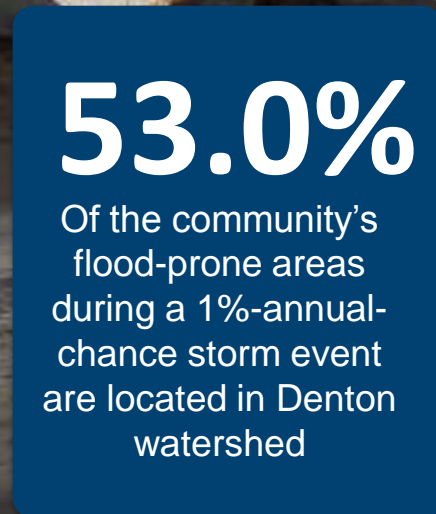 53.0%
Of the community’s
flood-prone areas
during a 1%-annual-
chance storm event
are located in Denton
watershed